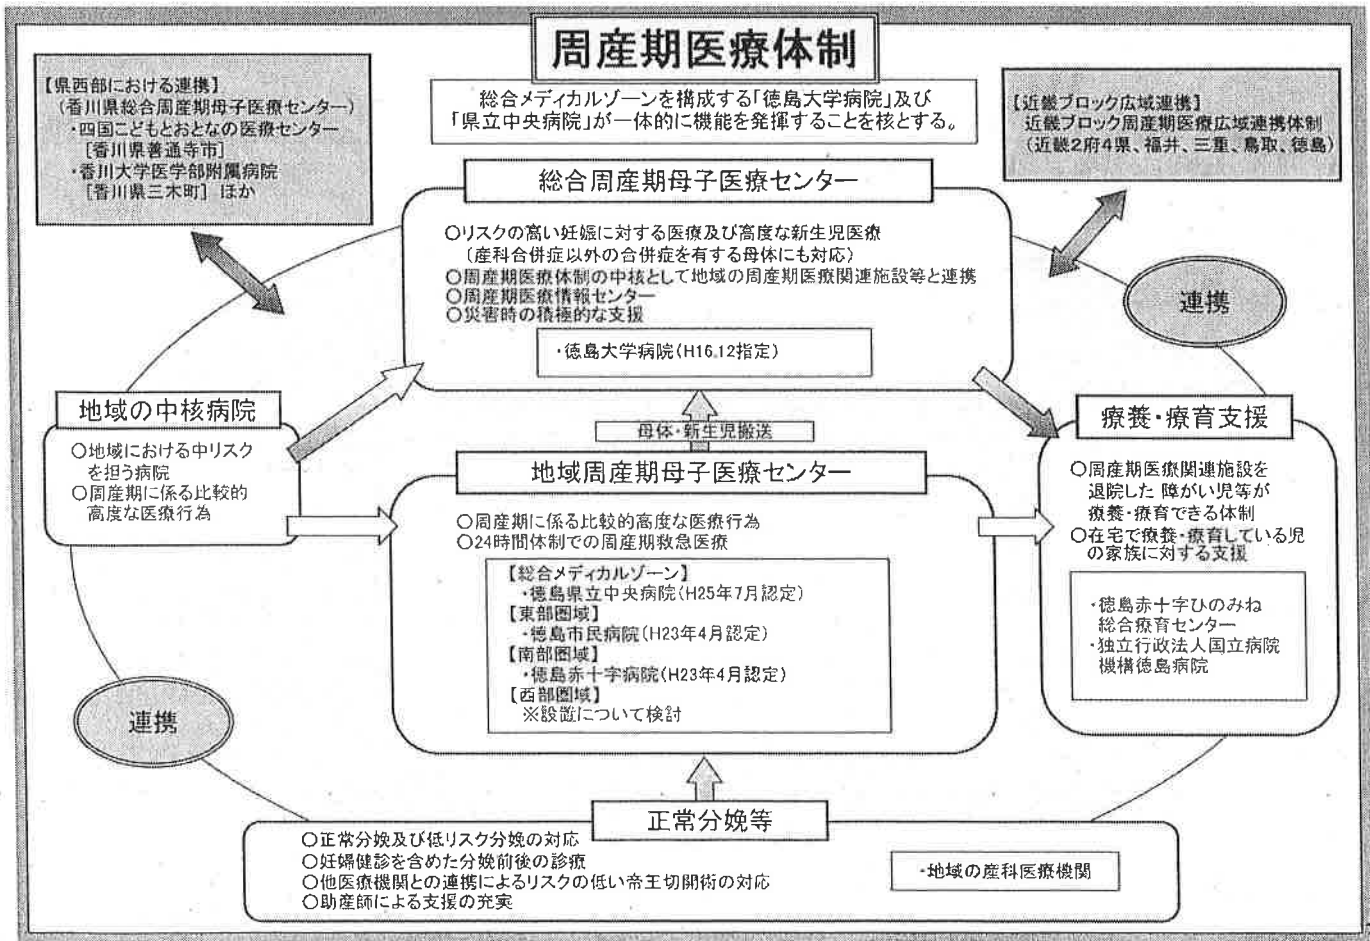 周産期医療体制
【県西部における連携】
(香川県総合周産期母子医療センター)
・四国こどもとおとなの医療センター
[香川県善通寺市]
・香川大学医学部附属病院
[香川県三木町] ほか
総合メディカルゾーンを構成する「徳島大学病院」及び
「県立中央病院」が一体的に機能を発揮することを核とする。
【近畿ブロック広域連携】
近畿ブロック周産期医療広域連携体制
(近畿2府4県、福井、三重、鳥取、徳島)
総合周産期母子医療センター
○リスクの高い妊娠に対する医療及び高度な新生児医療
(産科合併症以外の合併症を有する母体にも対応)
○周産期医療体制の中核として地域の周産期医療関連施設等と連携
○周産期医療情報センター
○災害時の積極的な支援
・徳島大学病院(H16.12指定)
連携
地域の中核病院
○地域における中リスク
を担う病院
○周産期に係る比較的
高度な医療行為
母体・新生児搬送
地域周産期母子医療センター
○周産期に係る比較的高度な医療行為
○24時間体制での周産期救急医療
【総合メディカルゾーン】
・徳島県立中央病院(H25年7月認定)
【東部圏域】
・徳島市民病院(H23年4月認定)
【南部圏域】
・徳島赤十字病院(H23年4月認定)
【西部圏域】
※設置について検討
療養・療育支援
○周産期医療関連施設を
退院した 障がい児等が
療養・療育できる体制
○在宅で療養・療育している児
の家族に対する支援
・徳島赤十字ひのみね
総合療育センター
・独立行政法人国立病院
機構徳島病院
連携
正常分娩等
○正常分娩及び低リスク分娩の対応
○妊婦健診を含めた分娩前後の診療
○他医療機関との連携によるリスクの低い帝王切開術の対応
○助産師による支援の充実
・地域の産科医療機関